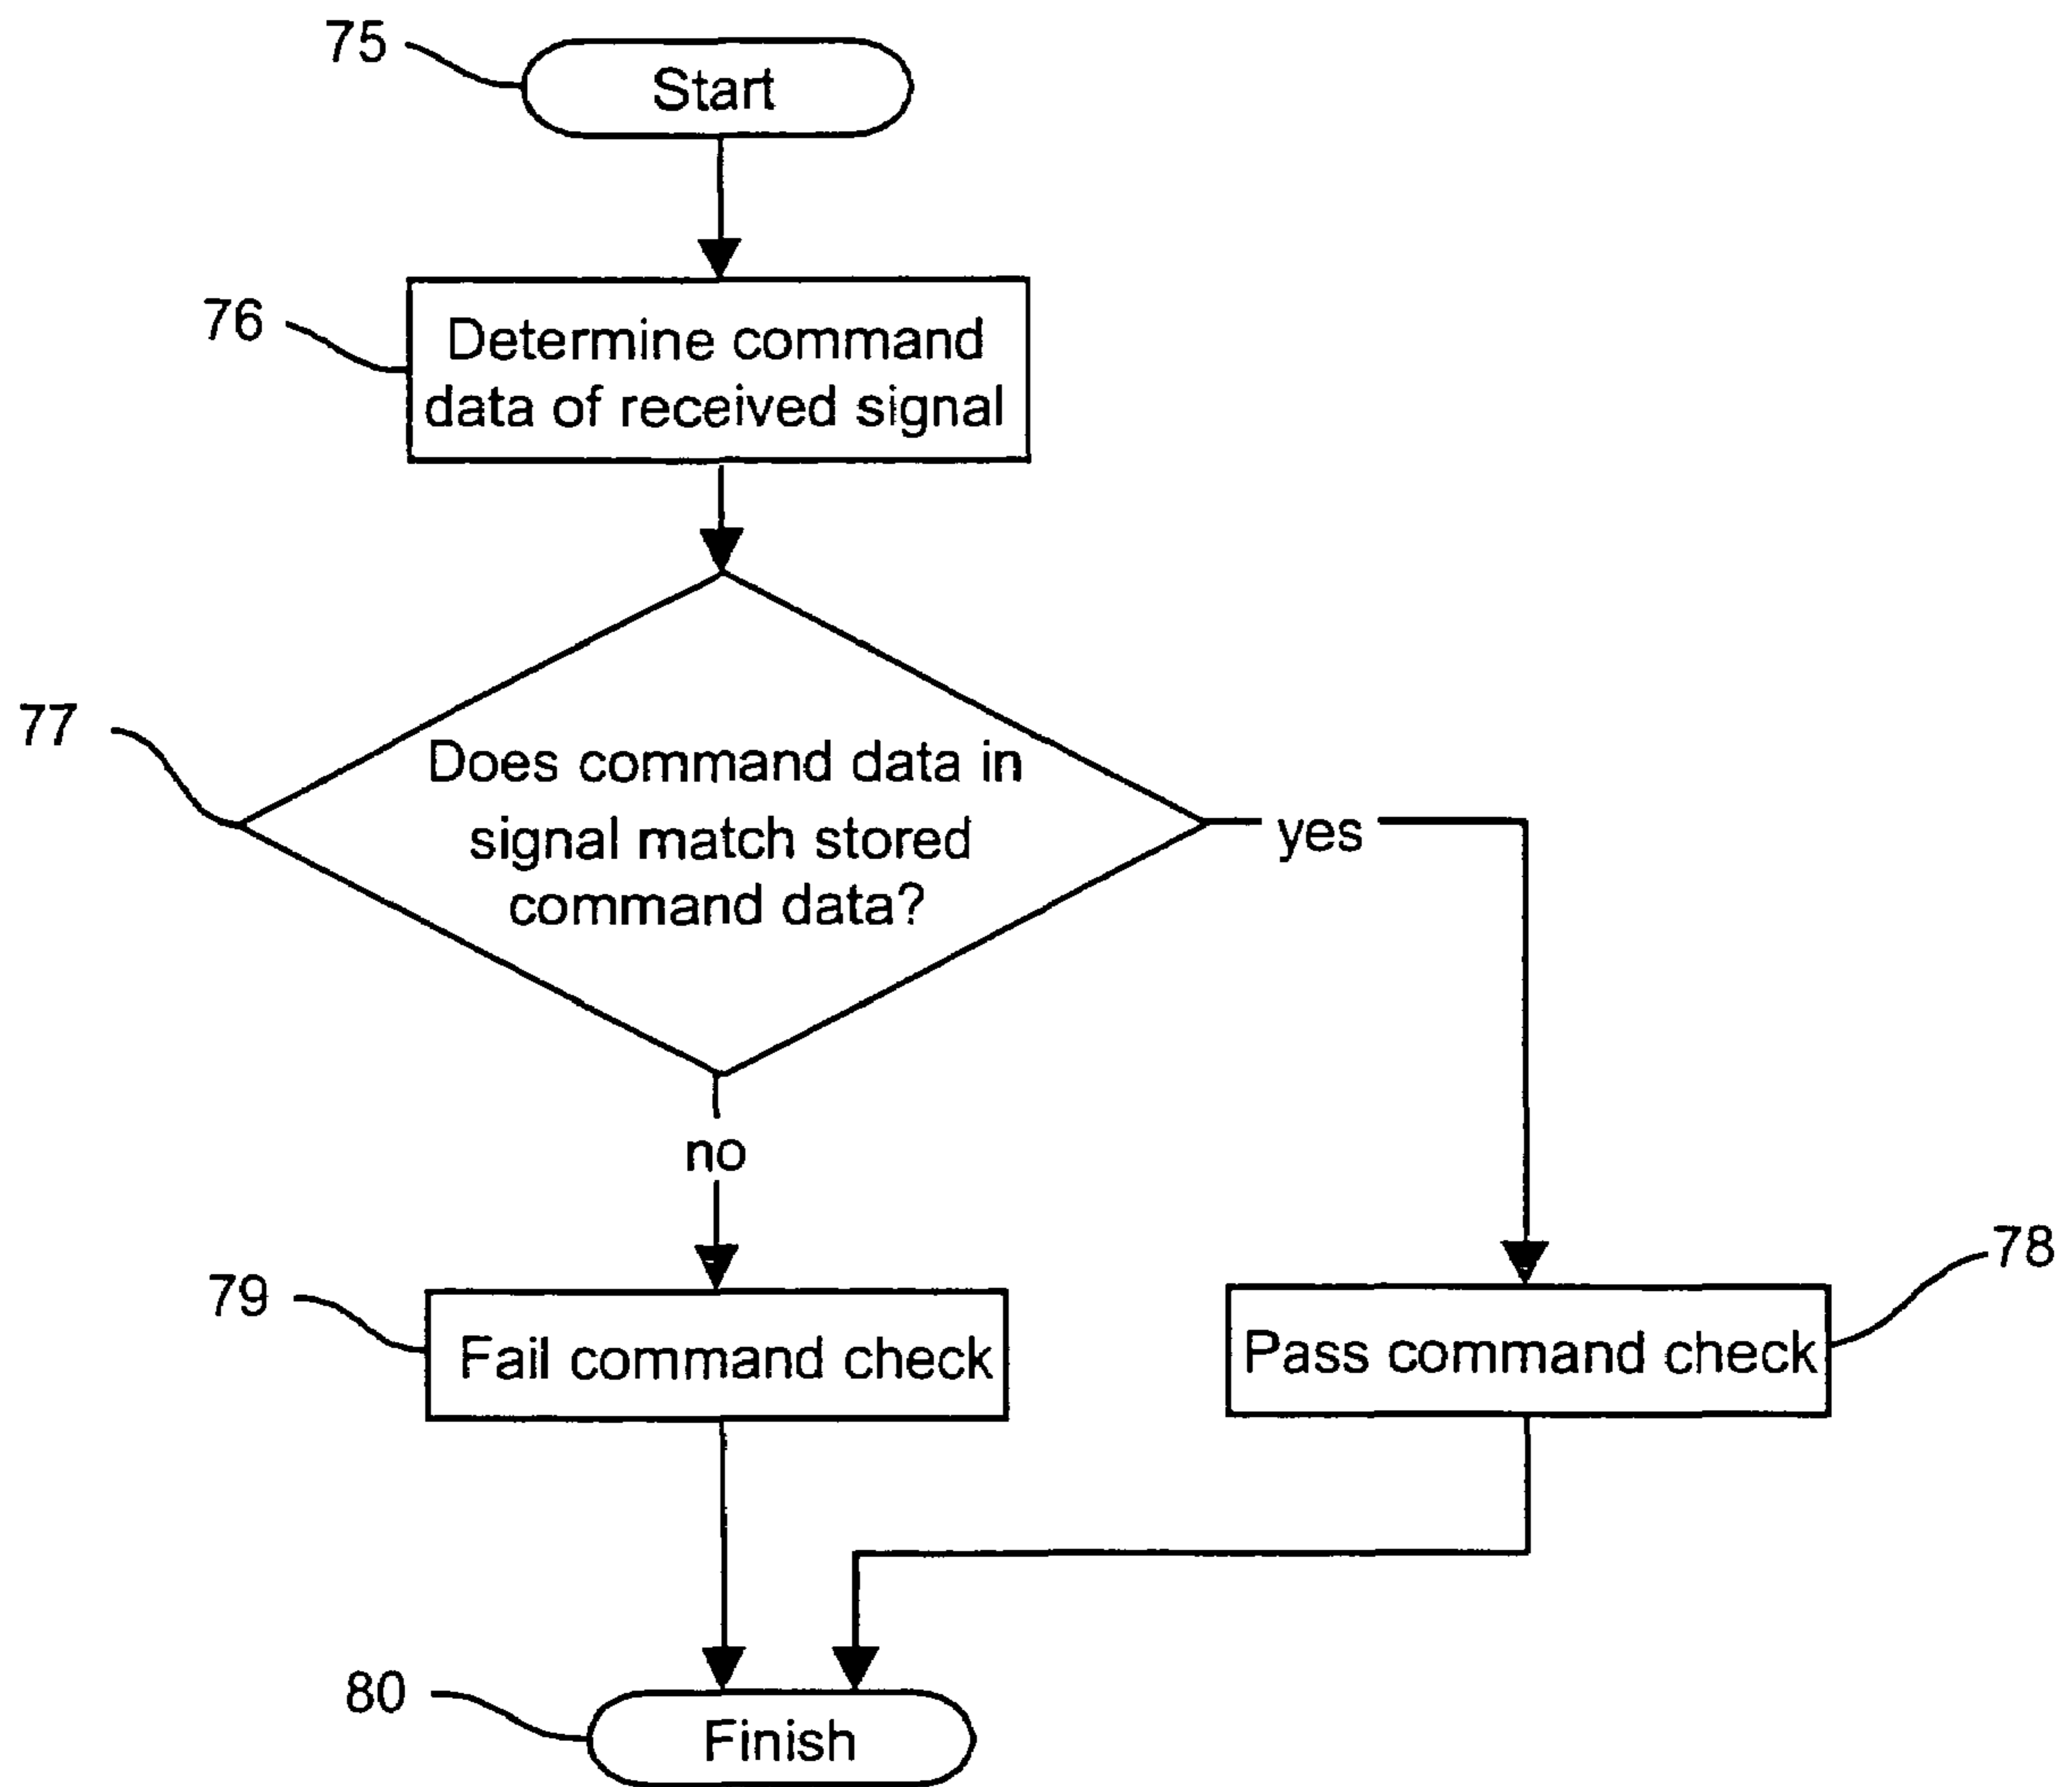 75
Start
76
Determine command
data of received signal
77
Does command data in
signal match stored
command data?
yes
no
79
Fail command check
78
Pass command check
80
Finish